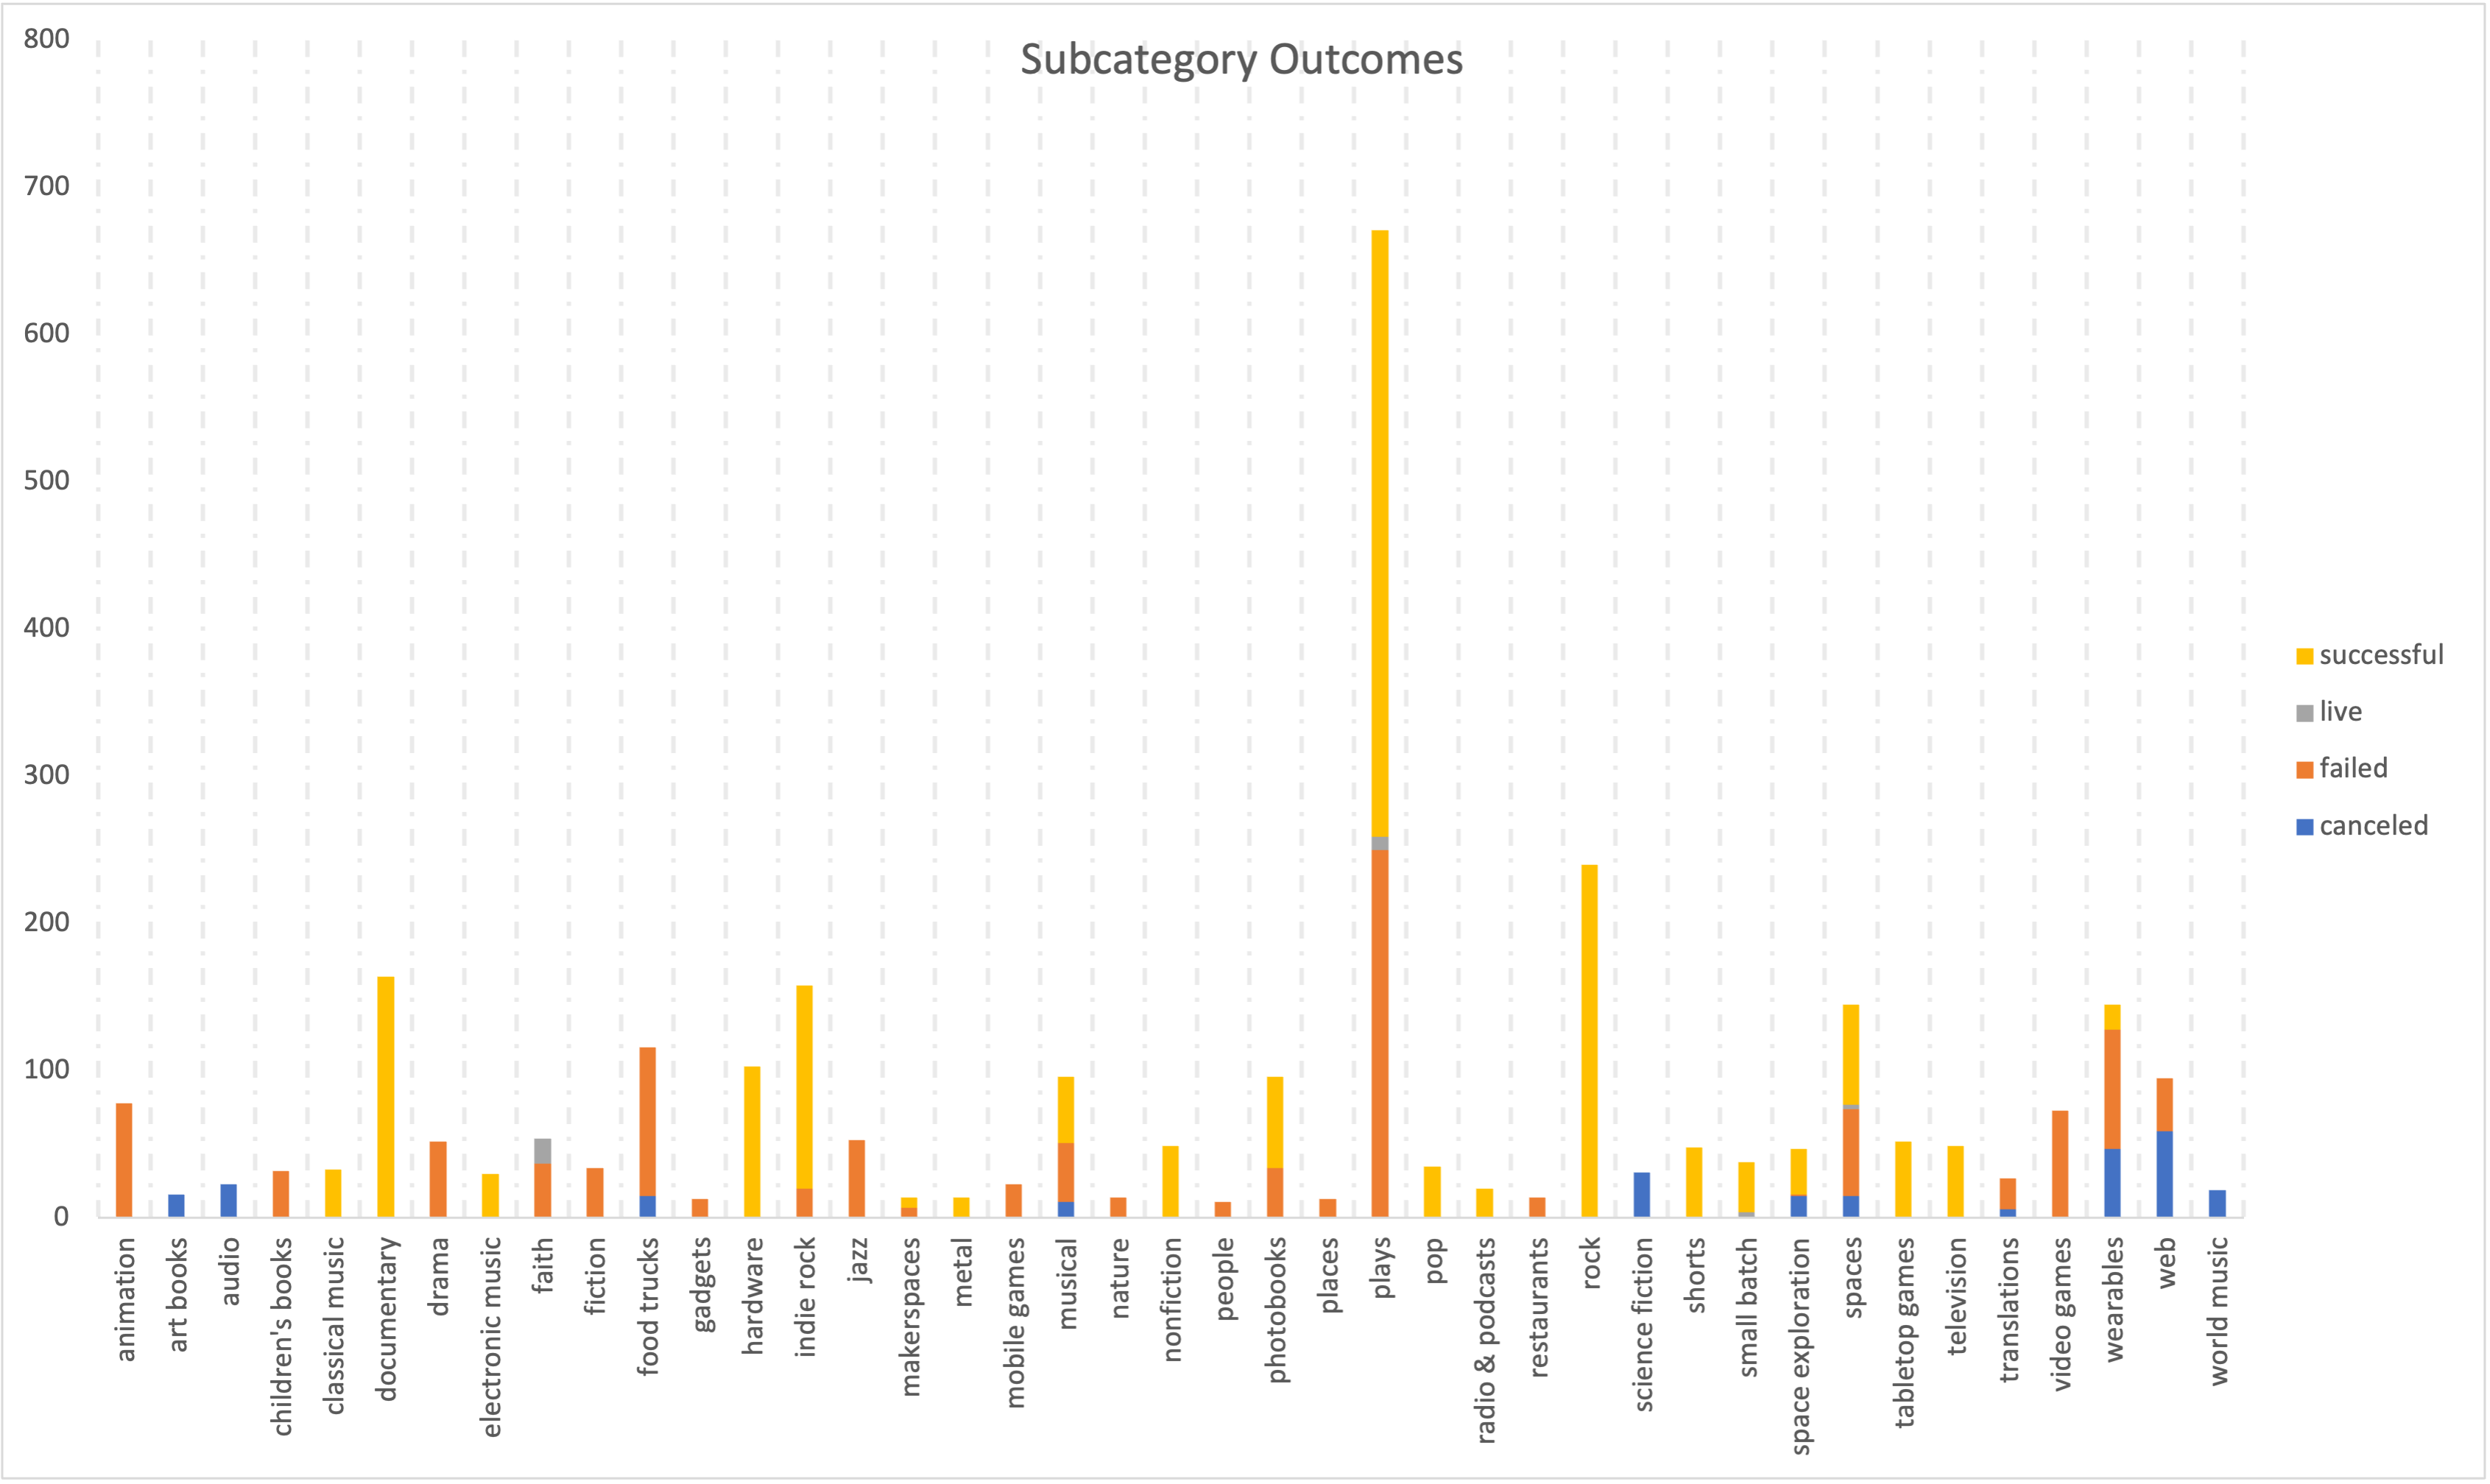 Subcategory Outcomes
800
700
600
500
400
300
200
100
0
animation
art books
audio
children's books
classical music
documentary
drama
electronic music
faith
fiction
food trucks
gadgets
hardware
indie rock
jazz
makerspaces
metal
mobile games
musical
nature
nonfiction
people
photobooks
places
plays
pop
radio & podcasts
restaurants
rock
science fiction
shorts
small batch
space exploration
spaces
tabletop games
television
translations
video games
wearables
web
world music
successful
live
failed
canceled